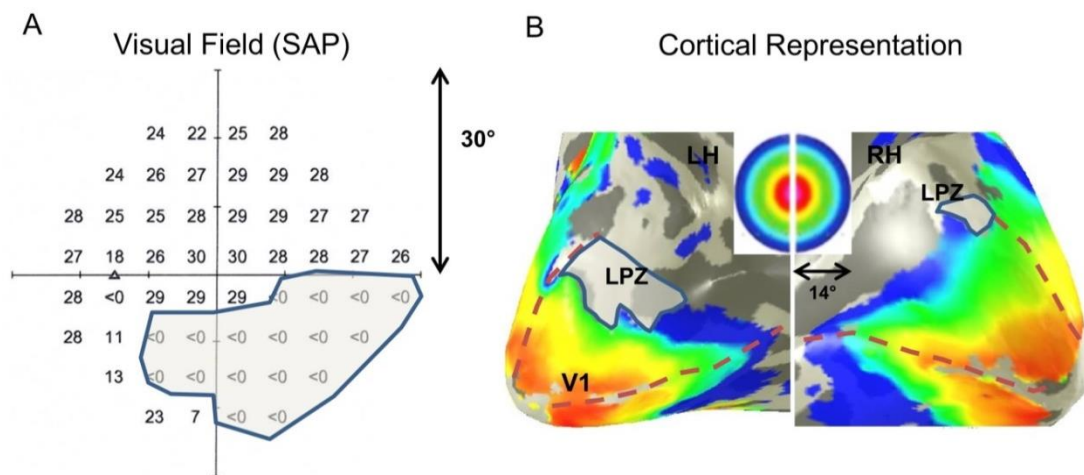 A
Visual Field (SAP)
24 22 25 28
24 26 27 29 29 28
28 25 25 28 29 29 27 27
27 18 26 30 30 28 28 27 26
28 <0 29 29 29 <0 <0 <0 <0
28 11 <0 <0 <0 <0 <0 <0
13 <0 <0 <0 <0 <0
23 7 <0 <0
30°
B
Cortical Representation
LH
RH
LPZ
LPZ
14°
V1